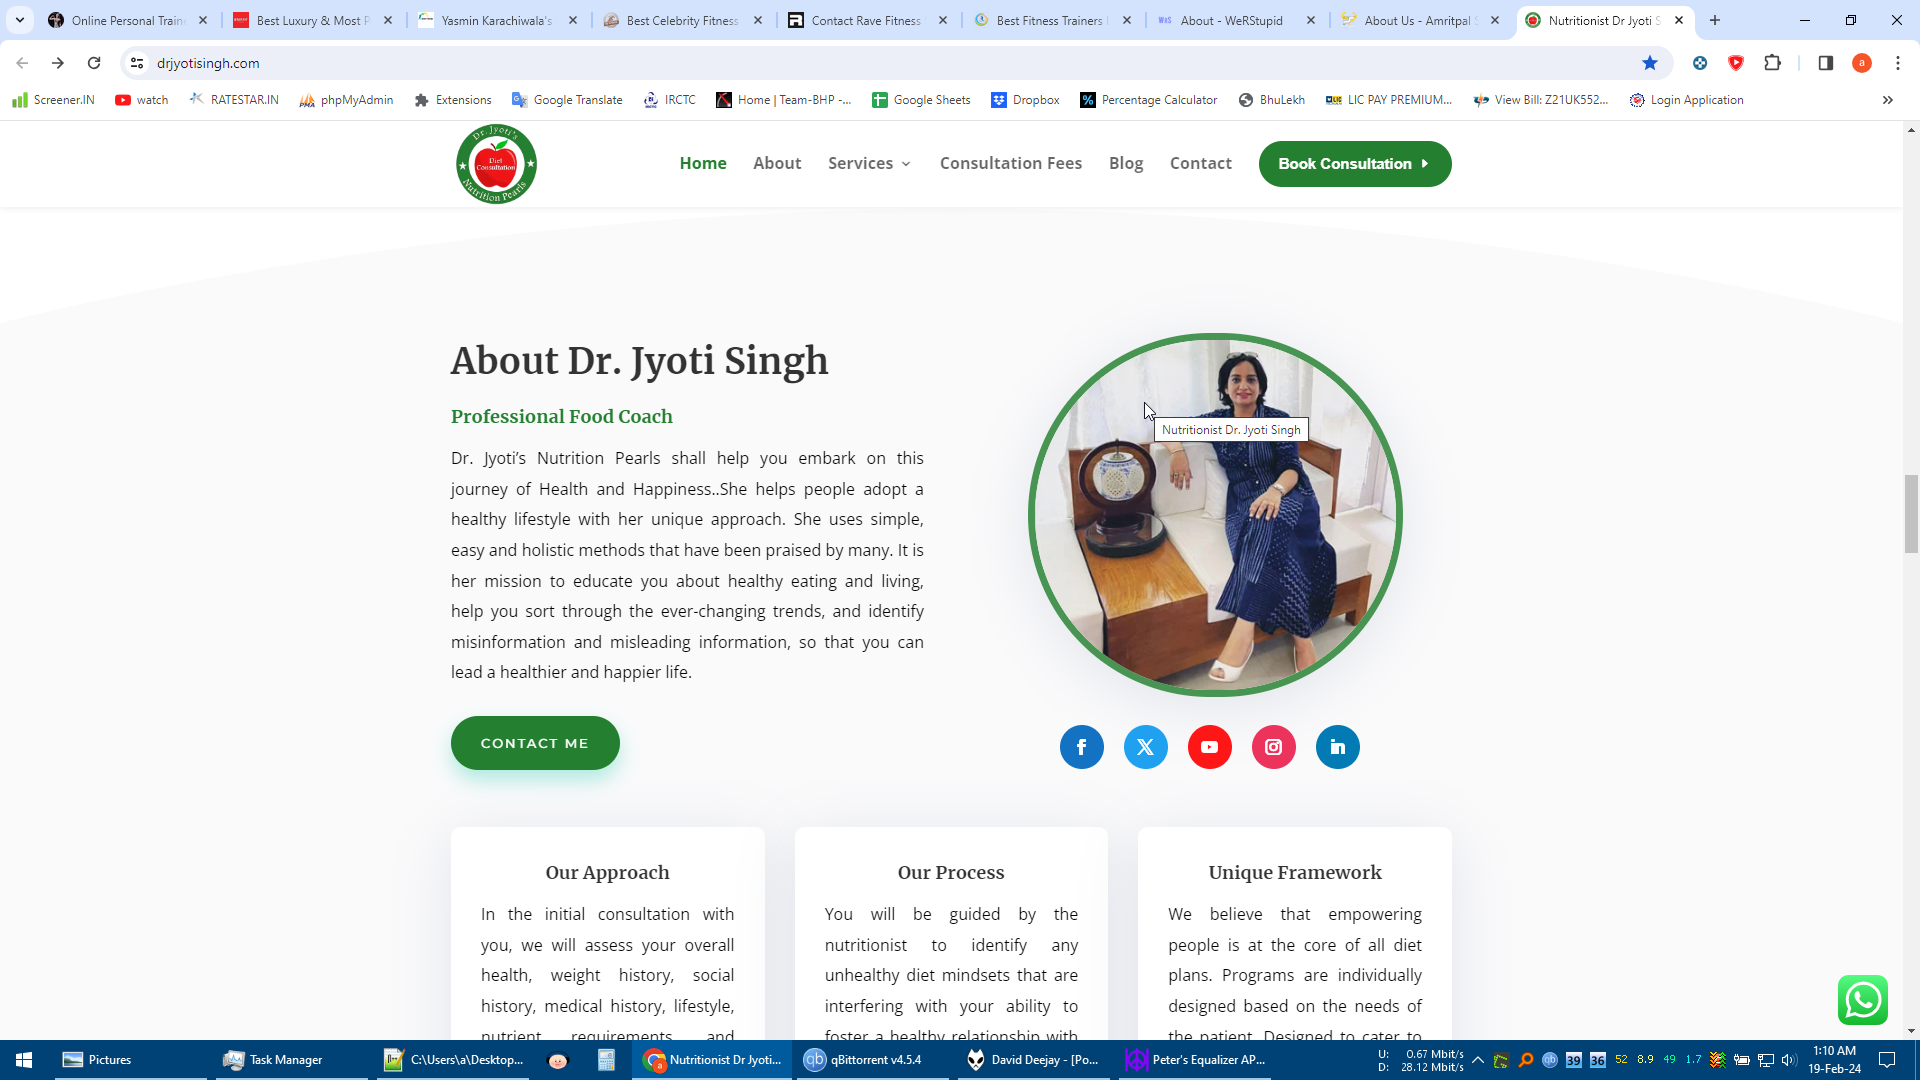 Online Personal Train
Best Luxury & Most P
Yasmin Karachiwala's
Best Celebrity Fitness
Contact Rave Fitness
Best Fitness Trainers
About - WeRStupid
About Us - Amritpal S
Nutritionist Dr Jyoti S
drjyotisingh.com
a
Screener.IN
watch
RATESTAR.IN
phpMyAdmin
Extensions
Google Translate
IRCTC
Home | Team-BHP -...
Google Sheets
Dropbox
Percentage Calculator
BhuLekh
LIC PAY PREMIUM...
View Bill: Z21UK552...
Login Application
Dr. Jyoti's
Diet
Consultation
Nutrition Pearls
Home
About
Services
Consultation Fees
Blog
Contact
Book Consultation
About Dr. Jyoti Singh
Professional Food Coach
Dr. Jyoti’s Nutrition Pearls shall help you embark on this
journey of Health and Happiness..She helps people adopt a
healthy lifestyle with her unique approach. She uses simple,
easy and holistic methods that have been praised by many. It is
her mission to educate you about healthy eating and living,
help you sort through the ever-changing trends, and identify
misinformation and misleading information, so that you can
lead a healthier and happier life.
CONTACT ME
Nutritionist Dr. Jyoti Singh
Our Approach
In the initial consultation with
you, we will assess your overall
health, weight history, social
history, medical history, lifestyle,
nutrient requirements and
Our Process
You will be guided by the
nutritionist to identify any
unhealthy diet mindsets that are
interfering with your ability to
foster a healthy relationship with
Unique Framework
We believe that empowering
people is at the core of all diet
plans. Programs are individually
designed based on the needs of
the patient. Designed to cater to
Pictures
Task Manager
C:\Users\a\Desktop...
Nutritionist Dr Jyoti...
qBittorrent v4.5.4
David Deejay - [Po...
Peter's Equalizer AP...
U: 0.67 Mbit/s
D: 28.12 Mbit/s
39
36
52
8.9
49
1.7
1:10 AM
19-Feb-24